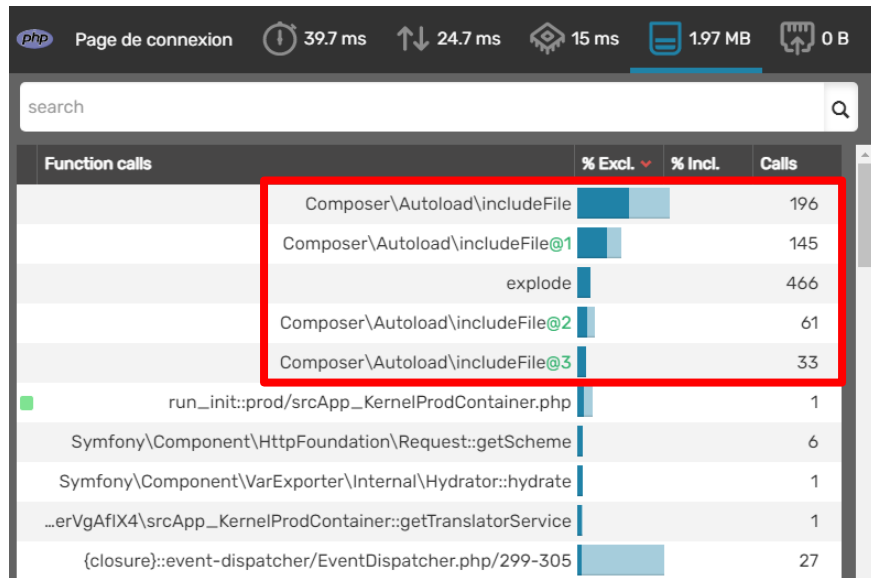 php Page de connexion 39.7 ms 24.7 ms 15 ms 1.97 MB 0 B
search
Function calls % Excl. % Incl. Calls
Composer\Autoload\includeFile 196
Composer\Autoload\includeFile@1 145
explode 466
Composer\Autoload\includeFile@2 61
Composer\Autoload\includeFile@3 33
run_init::prod/srcApp_KernelProdContainer.php 1
Symfony\Component\HttpFoundation\Request::getScheme 6
Symfony\Component\VarExporter\Internal\Hydrator::hydrate 1
…erVgAfIX4\srcApp_KernelProdContainer::getTranslatorService 1
{closure}::event-dispatcher/EventDispatcher.php/299-305 27